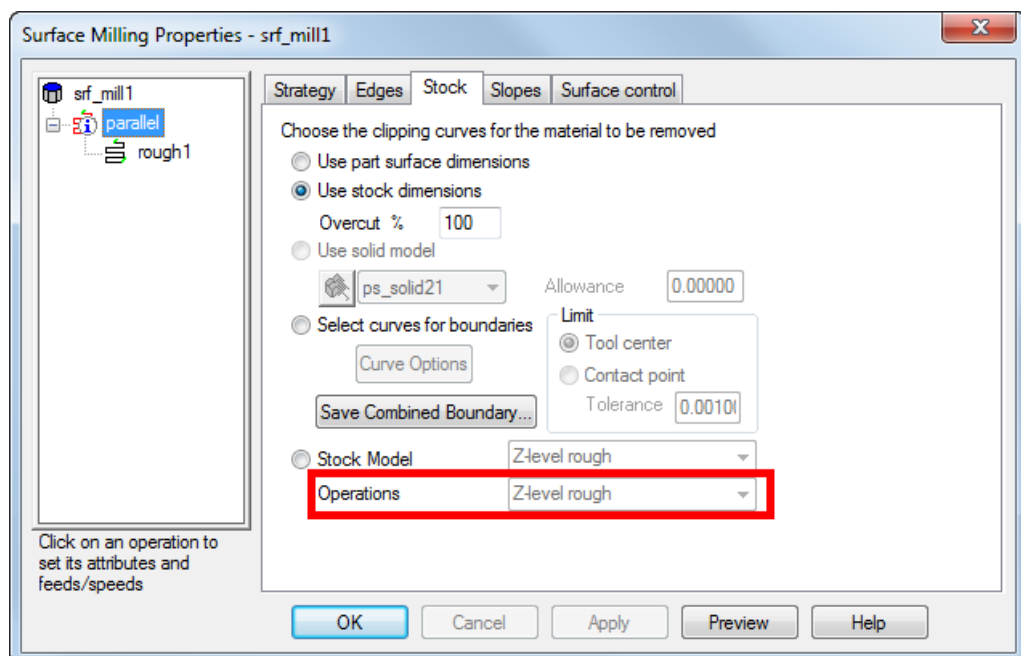 Surface Milling Properties - srf_mill1
srf_mill1
parallel
rough1
Click on an operation to
set its attributes and
feeds/speeds
Strategy Edges Stock Slopes Surface control
Choose the clipping curves for the material to be removed
Use part surface dimensions
Use stock dimensions
Overcut % 100
Use solid model
ps_solid21 Allowance 0.00000
Select curves for boundaries
Limit
Tool center
Curve Options
Contact point
Save Combined Boundary...
Tolerance 0.00100
Stock Model Z-level rough
Operations Z-level rough
OK Cancel Apply Preview Help